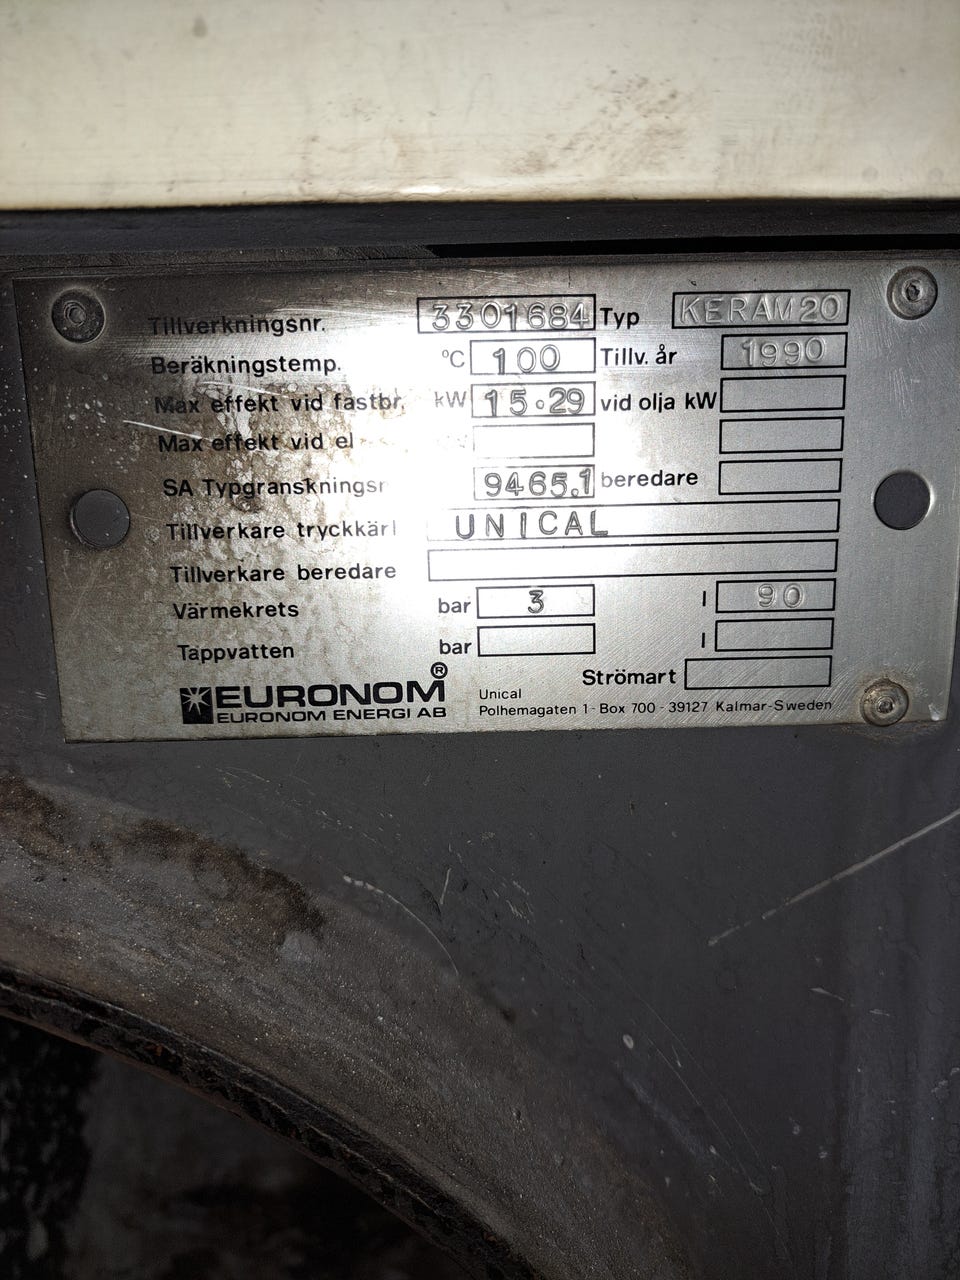 Tillverkningsnr. 3301684 Typ KERAM20
Beräkningstemp. °C 100 Tillv. år 1990
Max effekt vid fastbr. kW 15.29 vid olja kW
Max effekt vid el
SA Typgranskningsnr 9465.1 beredare
Tillverkare tryckkärl UNICAL
Tillverkare beredare
Värmekrets bar 3 l 90
Tappvatten bar l
Strömart
EURONOM®
EURONOM ENERGI AB
Unical
Polhemagaten 1 - Box 700 - 39127 Kalmar-Sweden